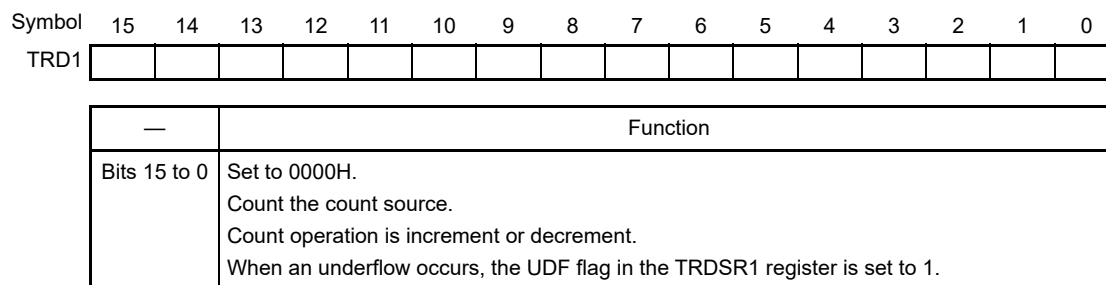 Symbol 15 14 13 12 11 10 9 8 7 6 5 4 3 2 1 0
TRD1
— Function
Bits 15 to 0 Set to 0000H.
Count the count source.
Count operation is increment or decrement.
When an underflow occurs, the UDF flag in the TRDSR1 register is set to 1.